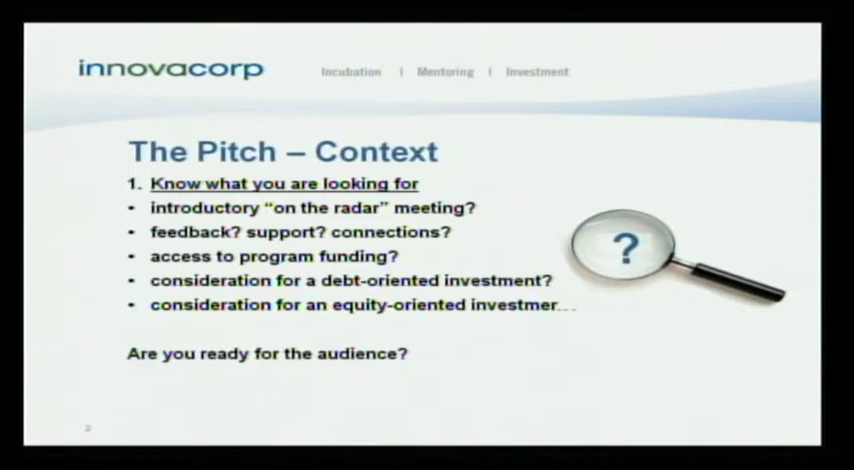 innovacorp
Incubation | Mentoring | Investment
The Pitch – Context
1. Know what you are looking for
• introductory “on the radar” meeting?
• feedback? support? connections?
• access to program funding?
• consideration for a debt-oriented investment?
• consideration for an equity-oriented investmer...
?
Are you ready for the audience?
2